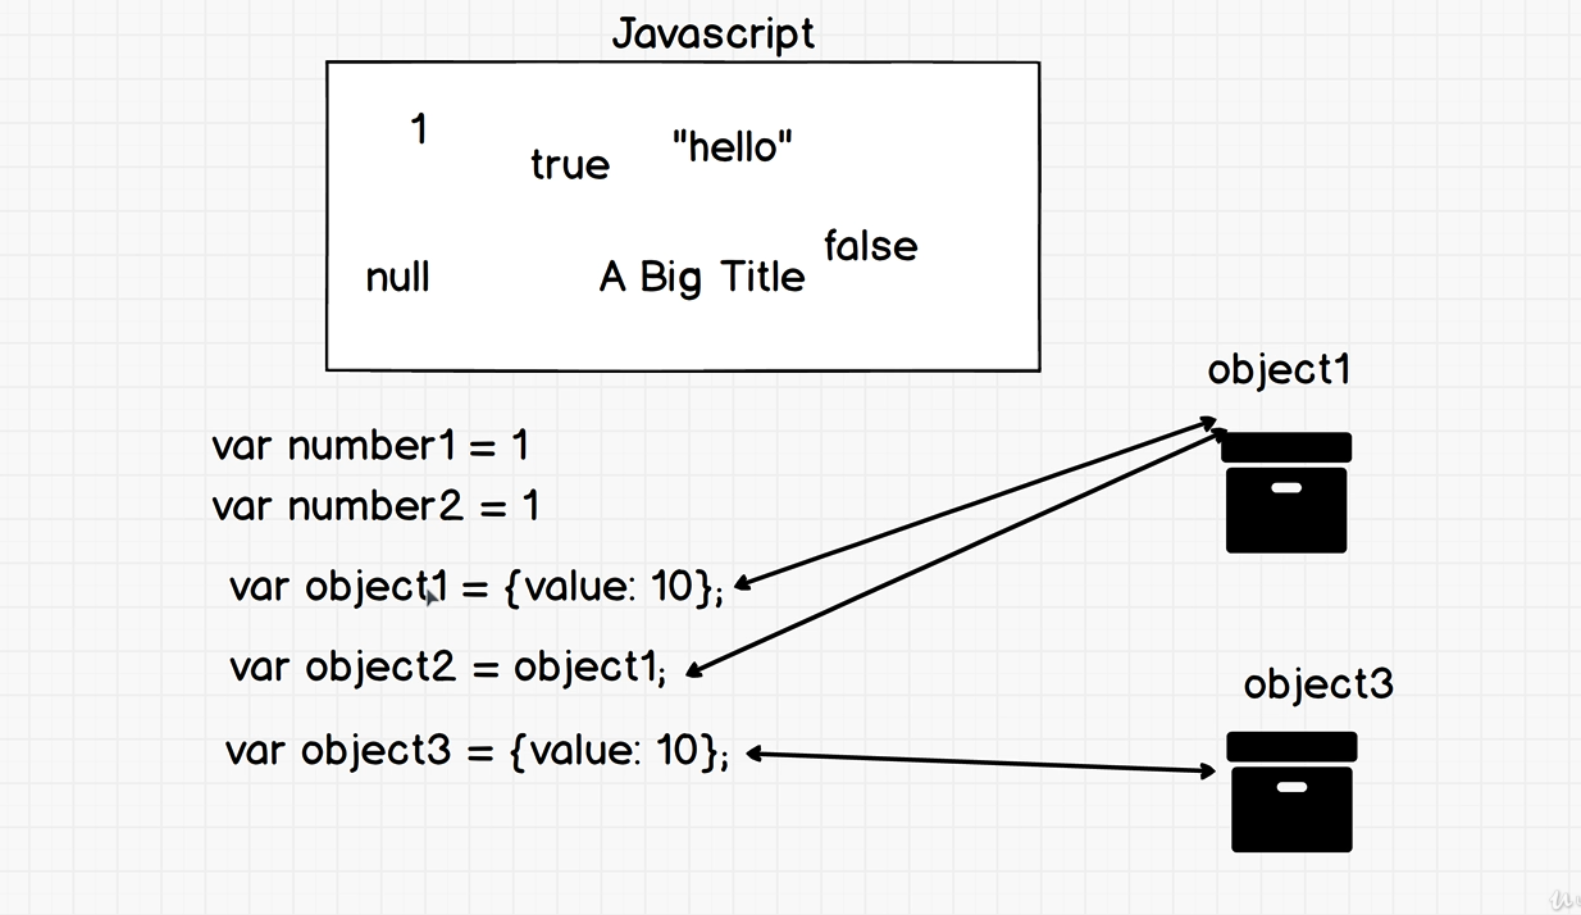 Javascript
1
true
"hello"
null
A Big Title
false
object1
var number1 = 1
var number2 = 1
var object1 = {value: 10};
var object2 = object1;
object3
var object3 = {value: 10};